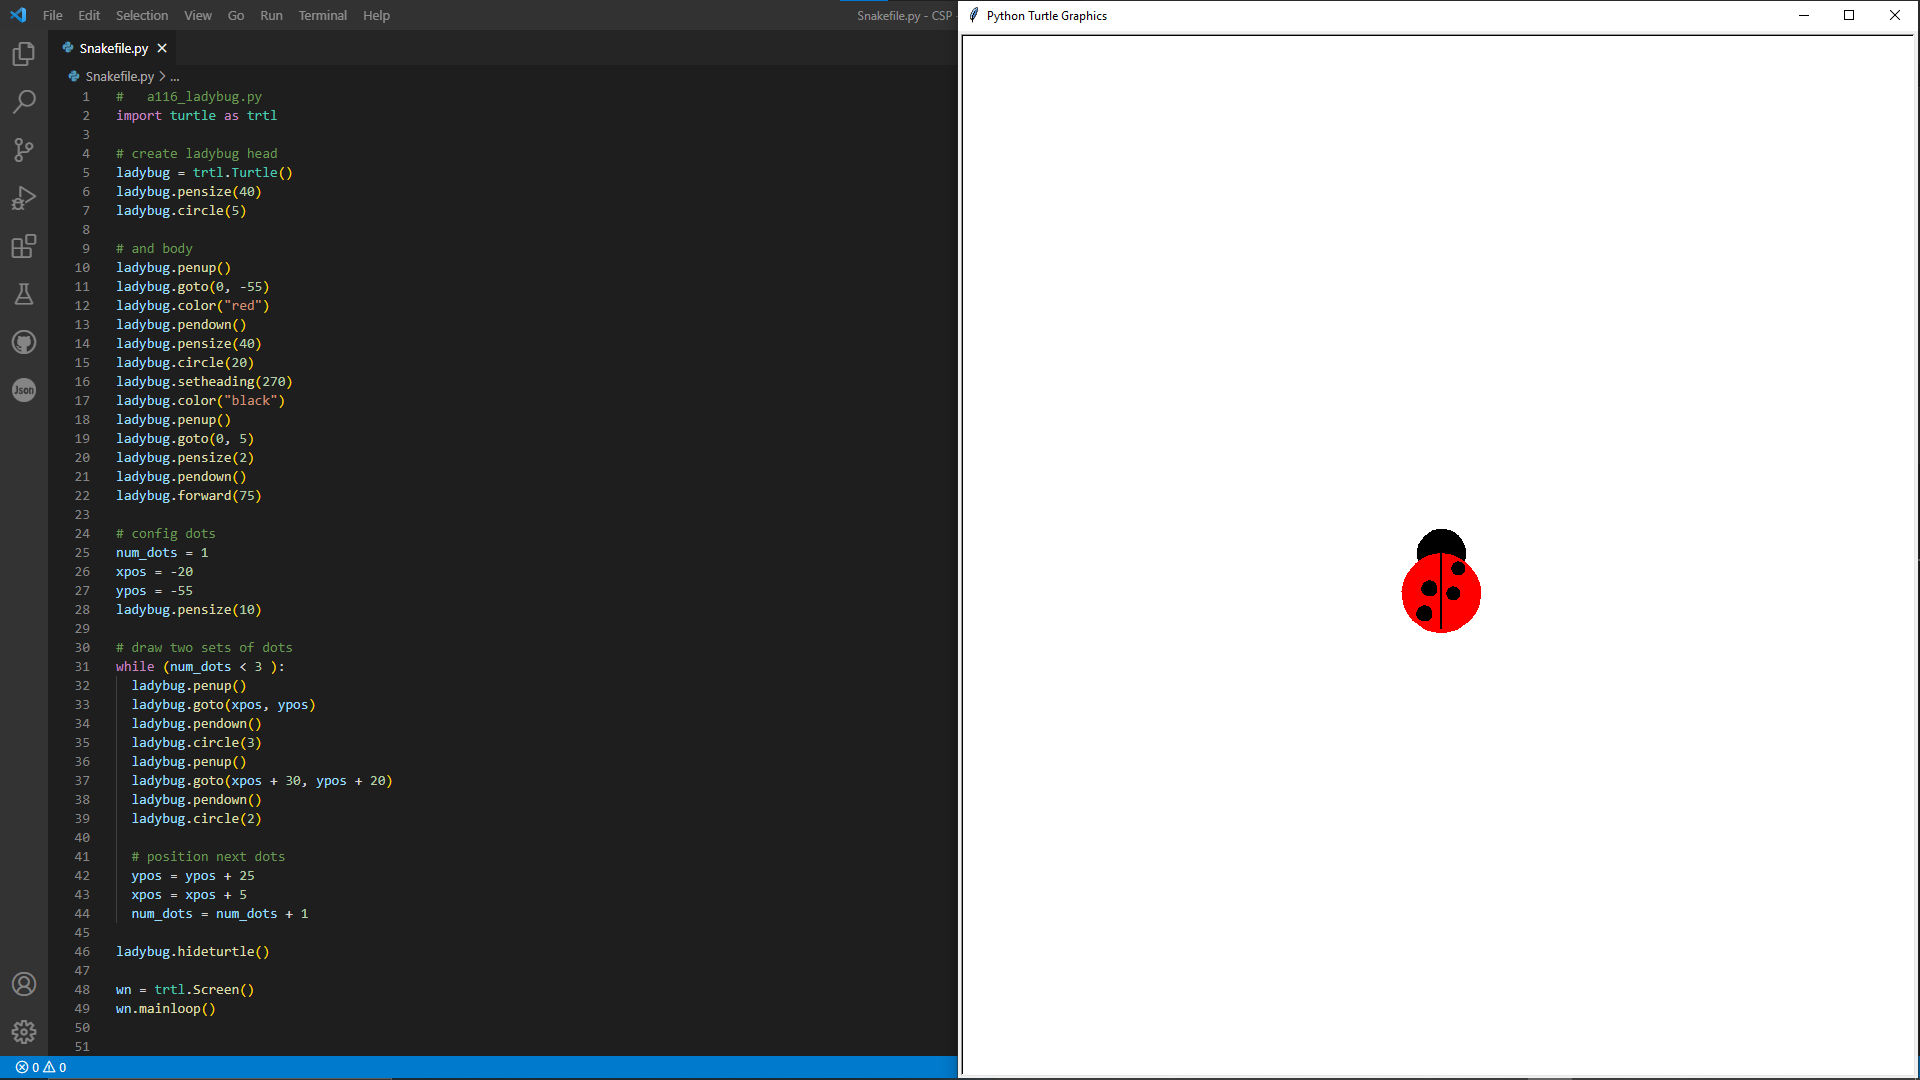 File Edit Selection View Go Run Terminal Help Snakefile.py - CSP
Python Turtle Graphics
Snakefile.py
Snakefile.py > ...
1 # a116_ladybug.py
2 import turtle as trtl
3
4 # create ladybug head
5 ladybug = trtl.Turtle()
6 ladybug.pensize(40)
7 ladybug.circle(5)
8
9 # and body
10 ladybug.penup()
11 ladybug.goto(0, -55)
12 ladybug.color("red")
13 ladybug.pendown()
14 ladybug.pensize(40)
15 ladybug.circle(20)
16 ladybug.setheading(270)
17 ladybug.color("black")
18 ladybug.penup()
19 ladybug.goto(0, 5)
20 ladybug.pensize(2)
21 ladybug.pendown()
22 ladybug.forward(75)
23
24 # config dots
25 num_dots = 1
26 xpos = -20
27 ypos = -55
28 ladybug.pensize(10)
29
30 # draw two sets of dots
31 while (num_dots < 3 ):
32 ladybug.penup()
33 ladybug.goto(xpos, ypos)
34 ladybug.pendown()
35 ladybug.circle(3)
36 ladybug.penup()
37 ladybug.goto(xpos + 30, ypos + 20)
38 ladybug.pendown()
39 ladybug.circle(2)
40
41 # position next dots
42 ypos = ypos + 25
43 xpos = xpos + 5
44 num_dots = num_dots + 1
45
46 ladybug.hideturtle()
47
48 wn = trtl.Screen()
49 wn.mainloop()
50
51
Json
0 0